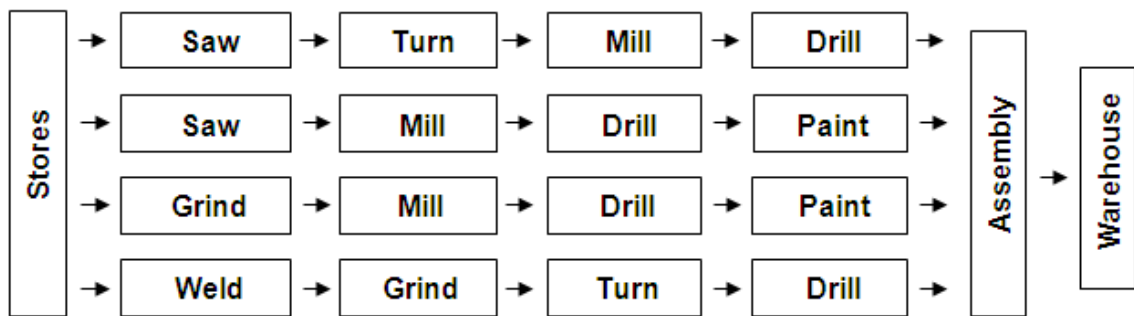 Stores
Saw Turn Mill Drill
Saw Mill Drill Paint
Grind Mill Drill Paint
Weld Grind Turn Drill
Assembly
Warehouse